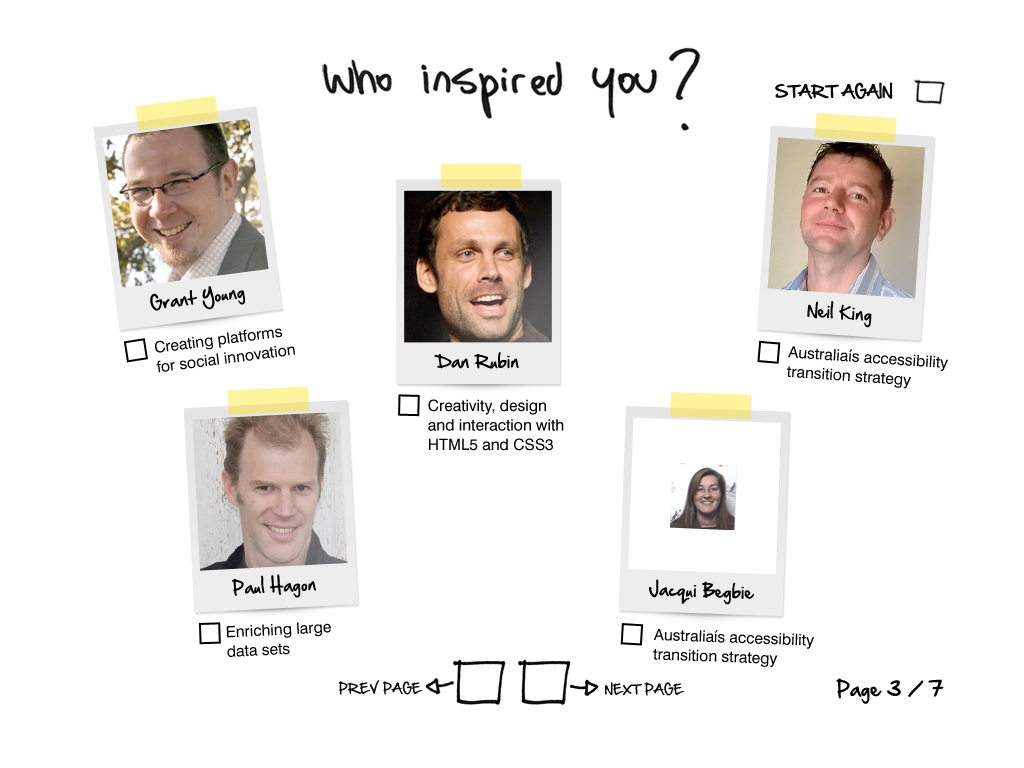 Who inspired you?
START AGAIN
Grant Young
Creating platforms
for social innovation
Dan Rubin
Creativity, design
and interaction with
HTML5 and CSS3
Neil King
Australiaís accessibility
transition strategy
Paul Hagon
Enriching large
data sets
Jacqui Begbie
Australiaís accessibility
transition strategy
PREV PAGE
NEXT PAGE
Page 3 / 7